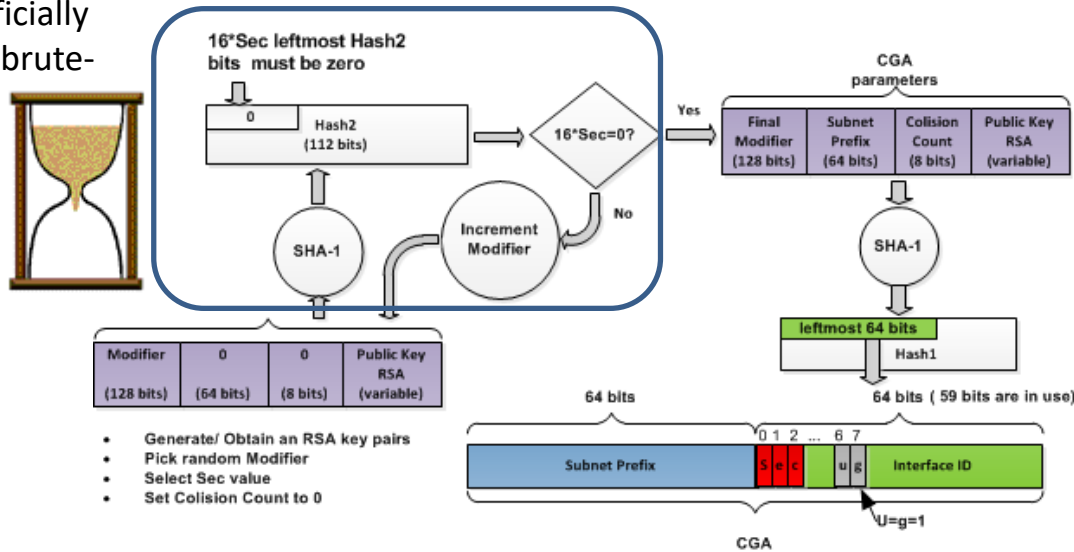 ficially
brute-
16*Sec leftmost Hash2
bits must be zero
0
Hash2
(112 bits)
16*Sec=0?
Yes
No
SHA-1
Increment
Modifier
Modifier
(128 bits)
0
(64 bits)
0
(8 bits)
Public Key
RSA
(variable)
• Generate/ Obtain an RSA key pairs
• Pick random Modifier
• Select Sec value
• Set Colision Count to 0
CGA
parameters
Final
Modifier
(128 bits)
Subnet
Prefix
(64 bits)
Colision
Count
(8 bits)
Public Key
RSA
(variable)
SHA-1
leftmost 64 bits
Hash1
64 bits
64 bits ( 59 bits are in use)
0 1 2 ... 6 7
Subnet Prefix
S e c
u g
Interface ID
U=g=1
CGA